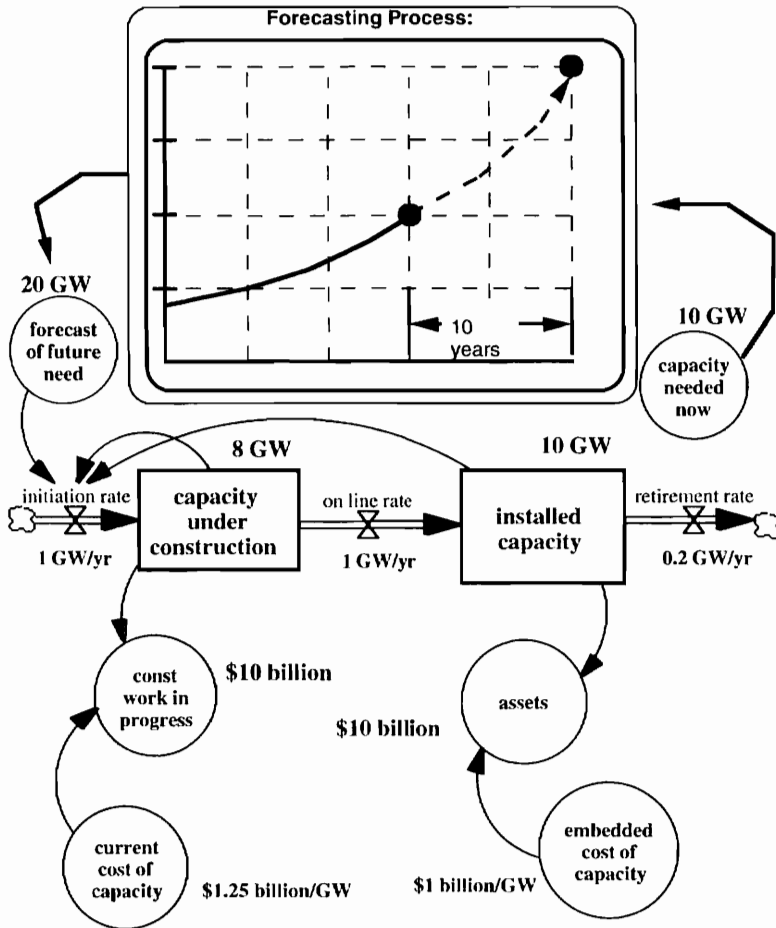 Forecasting Process:
10
years
20 GW
forecast
of future
need
10 GW
capacity
needed
now
8 GW
10 GW
initiation rate
capacity
under
construction
on line rate
installed
capacity
retirement rate
1 GW/yr
1 GW/yr
0.2 GW/yr
const
work in
progress
$10 billion
assets
$10 billion
current
cost of
capacity
$1.25 billion/GW
embedded
cost of
capacity
$1 billion/GW